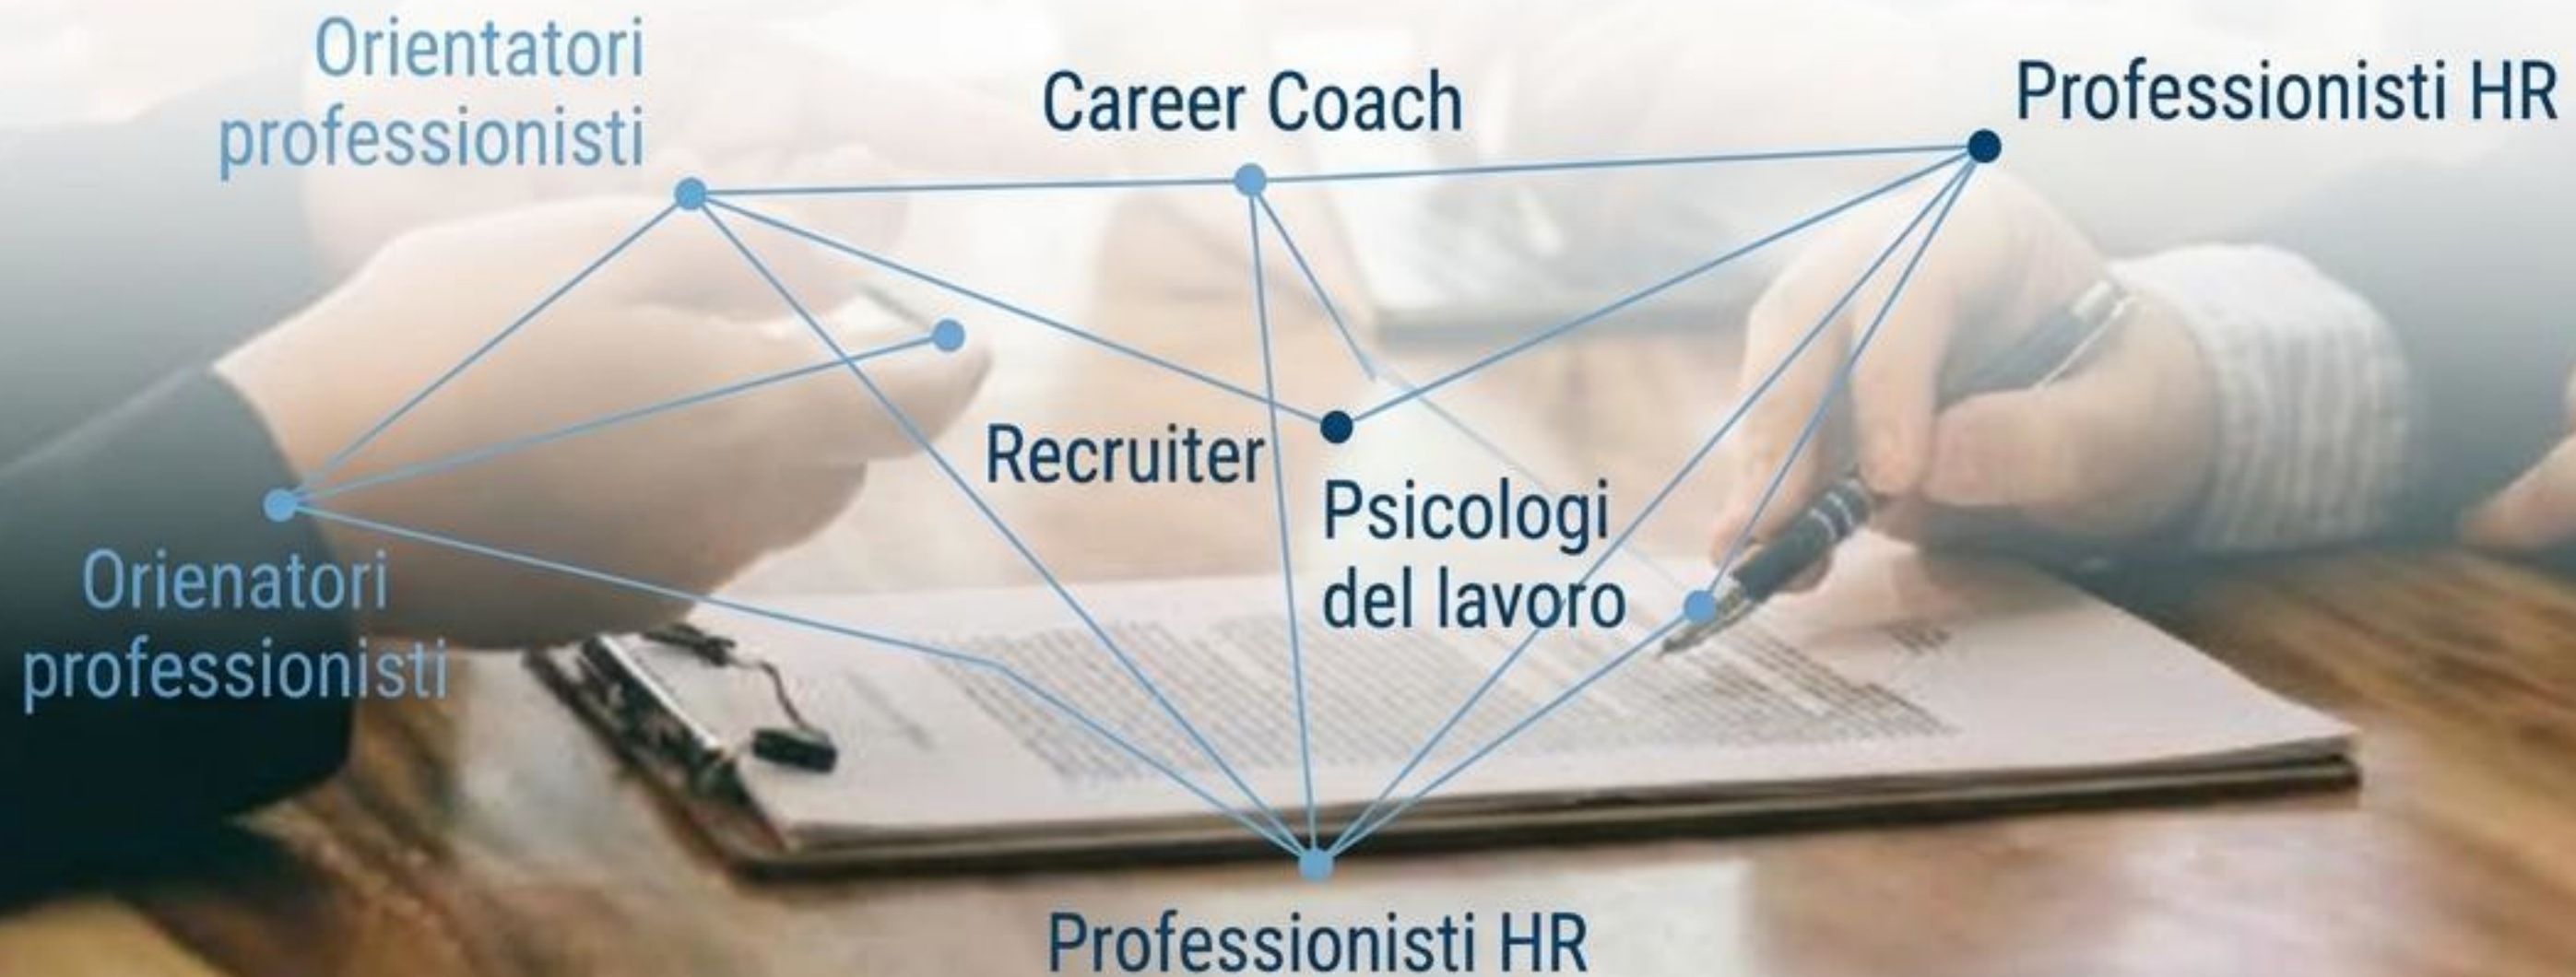 Orientatori
professionisti
Career Coach
Professionisti HR
Recruiter
Psicologi
del lavoro
Orienatori
professionisti
Professionisti HR